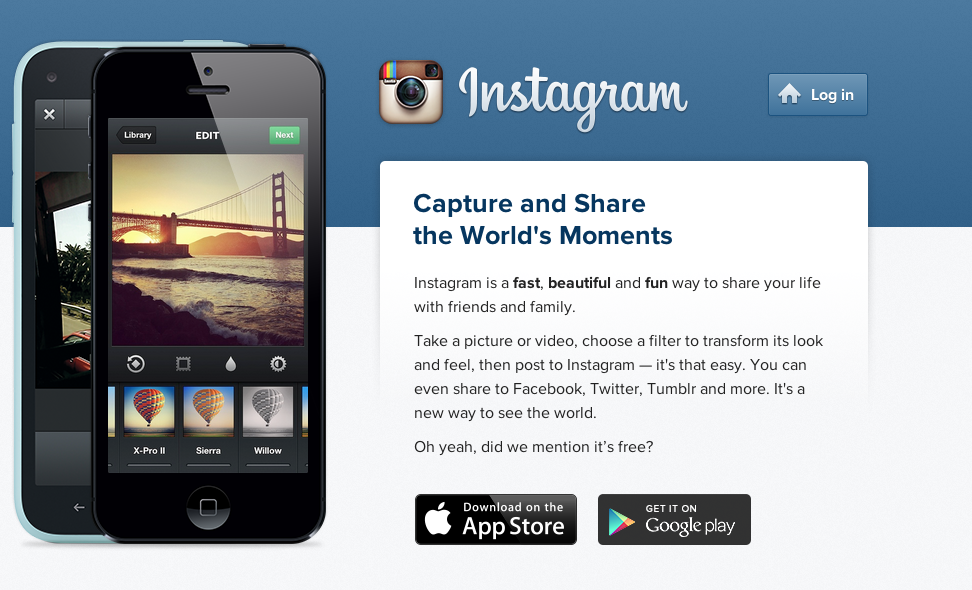 Instagram
Log in
Library
EDIT
Next
X-Pro II
Sierra
Willow
Capture and Share
the World's Moments
Instagram is a fast, beautiful and fun way to share your life
with friends and family.
Take a picture or video, choose a filter to transform its look
and feel, then post to Instagram — it's that easy. You can
even share to Facebook, Twitter, Tumblr and more. It's a
new way to see the world.
Oh yeah, did we mention it’s free?
Download on the
App Store
GET IT ON
Google play